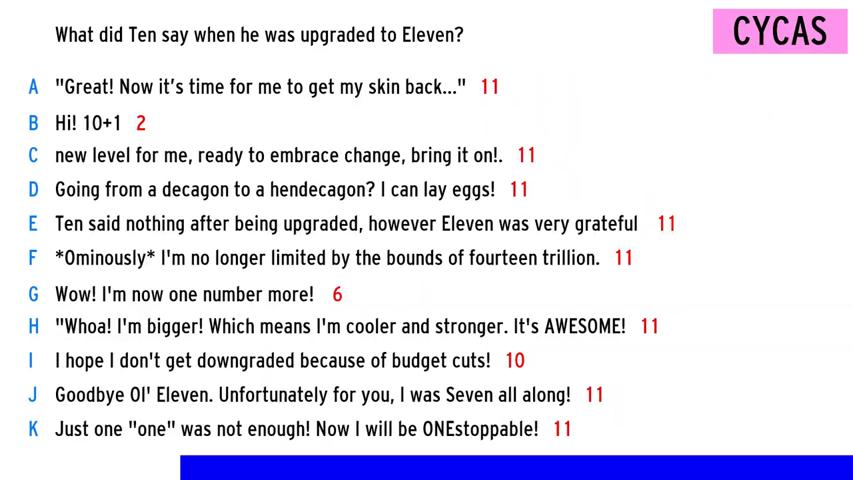 CYCAS
What did Ten say when he was upgraded to Eleven?
A "Great! Now it's time for me to get my skin back..." 11
B Hi! 10+1 2
C new level for me, ready to embrace change, bring it on!. 11
D Going from a decagon to a hendecagon? I can lay eggs! 11
E Ten said nothing after being upgraded, however Eleven was very grateful 11
F *Ominously* I'm no longer limited by the bounds of fourteen trillion. 11
G Wow! I'm now one number more! 6
H "Whoa! I'm bigger! Which means I'm cooler and stronger. It's AWESOME! 11
I I hope I don't get downgraded because of budget cuts! 10
J Goodbye Ol' Eleven. Unfortunately for you, I was Seven all along! 11
K Just one "one" was not enough! Now I will be ONEstoppable! 11